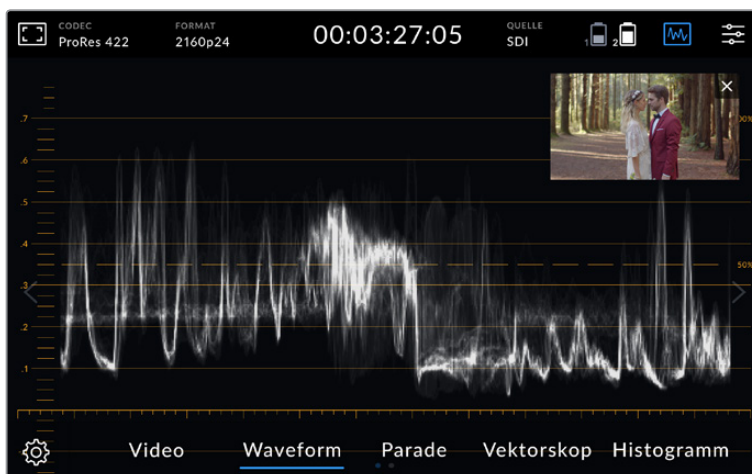 CODEC
ProRes 422
FORMAT
2160p24
00:03:27:05
QUELLE
SDI
1
2
.7
.6
.5
.4
.3
.2
.1
50%
Video
Waveform
Parade
Vektorskop
Histogramm